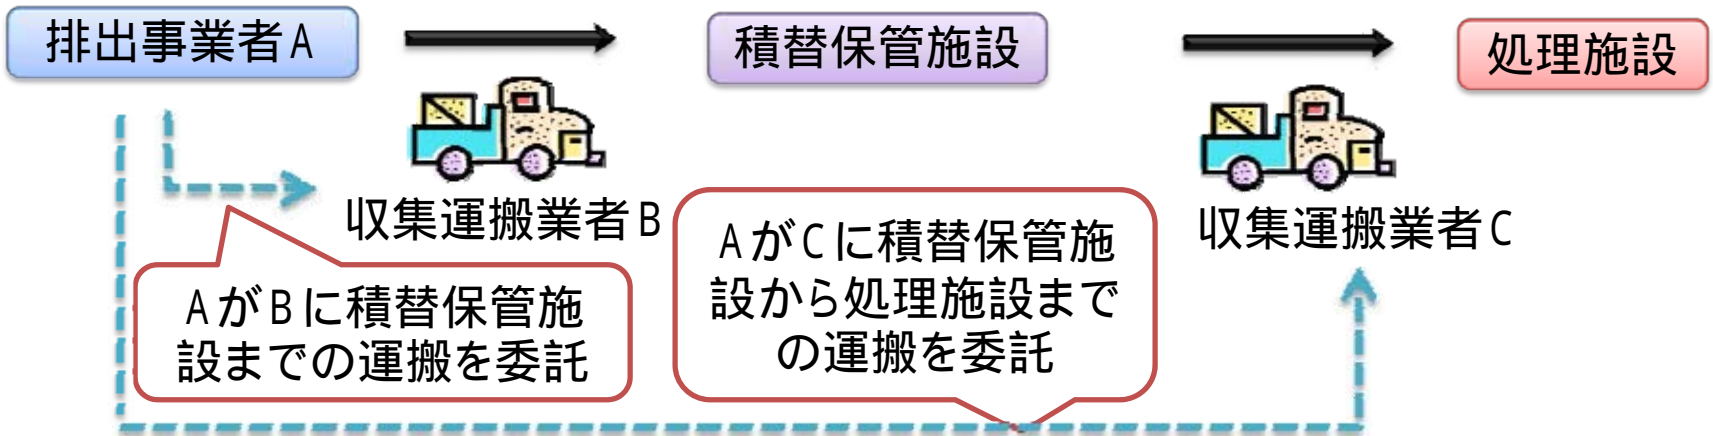 排出事業者A
積替保管施設
処理施設
収集運搬業者B
収集運搬業者C
AがBに積替保管施
設までの運搬を委託
AがCに積替保管施
設から処理施設まで
の運搬を委託